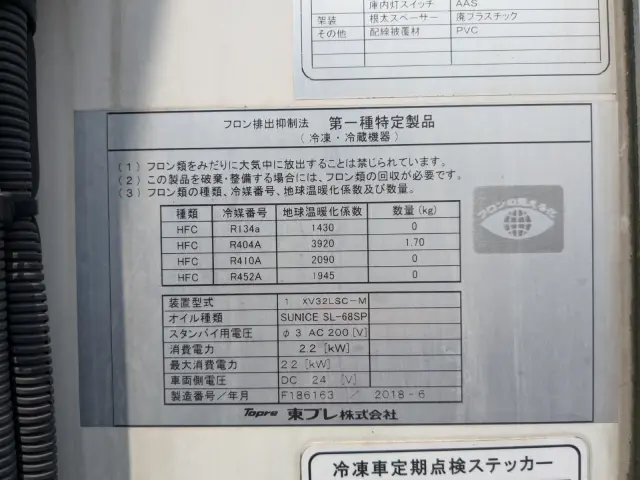 庫内灯スイッチ AAS
架装 根太スペーサー 廃プラスチック
その他 配線被覆材 PVC
フロン排出抑制法 第一種特定製品
(冷凍・冷蔵機器)
(1) フロン類をみだりに大気中に放出することは禁じられています。
(2) この製品を破棄・整備する場合には、フロン類の回収が必要です。
(3) フロン類の種類、冷媒番号、地球温暖化係数及び数量。
フロンの見える化
種類 冷媒番号 地球温暖化係数 数量(kg)
HFC R134a 1430 0
HFC R404A 3920 1.70
HFC R410A 2090 0
HFC R452A 1945 0
装置型式 1 XV32LSC-M
オイル種類 SUNICE SL-68SP
スタンバイ用電圧 φ3 AC 200 [V]
消費電力 2.2 [kW]
最大消費電力 2.2 [kW]
車両側電圧 DC 24 [V]
製造番号/年月 F186163 / 2018-6
Topre 東プレ株式会社
冷凍車定期点検ステッカー